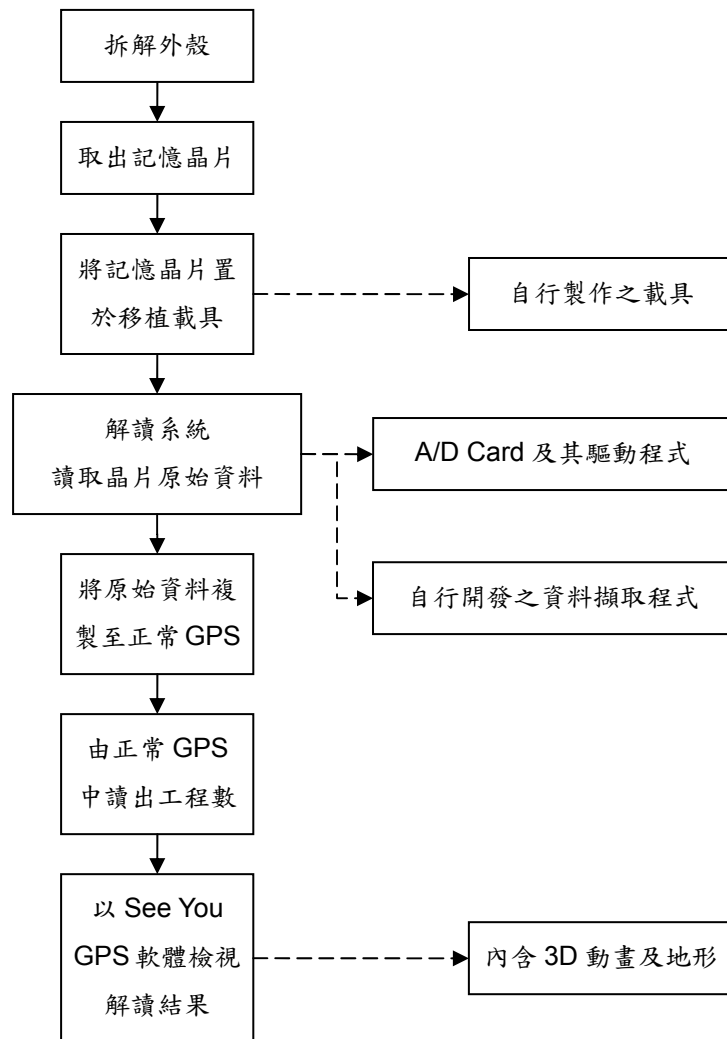 拆解外殼
取出記憶晶片
將記憶晶片置
於移植載具
自行製作之載具
解讀系統
讀取晶片原始資料
A/D Card 及其驅動程式
自行開發之資料擷取程式
將原始資料複
製至正常 GPS
由正常 GPS
中讀出工程數
以 See You
GPS 軟體檢視
解讀結果
內含 3D 動畫及地形